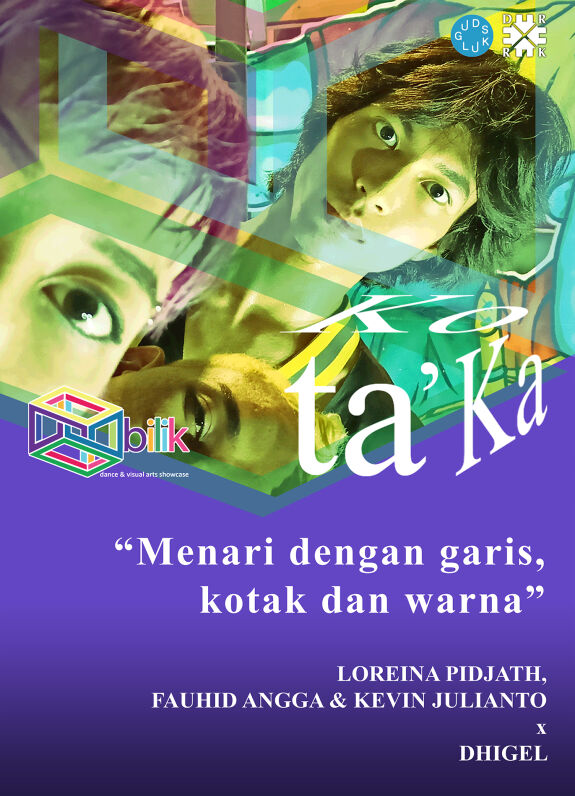 GUDSKUL
DRRK
Ko
ta'Ka
bilik
dance & visual arts showcase
“Menari dengan garis,
kotak dan warna”
LOREINA PIDJATH,
FAUHID ANGGA & KEVIN JULIANTO
x
DHIGEL